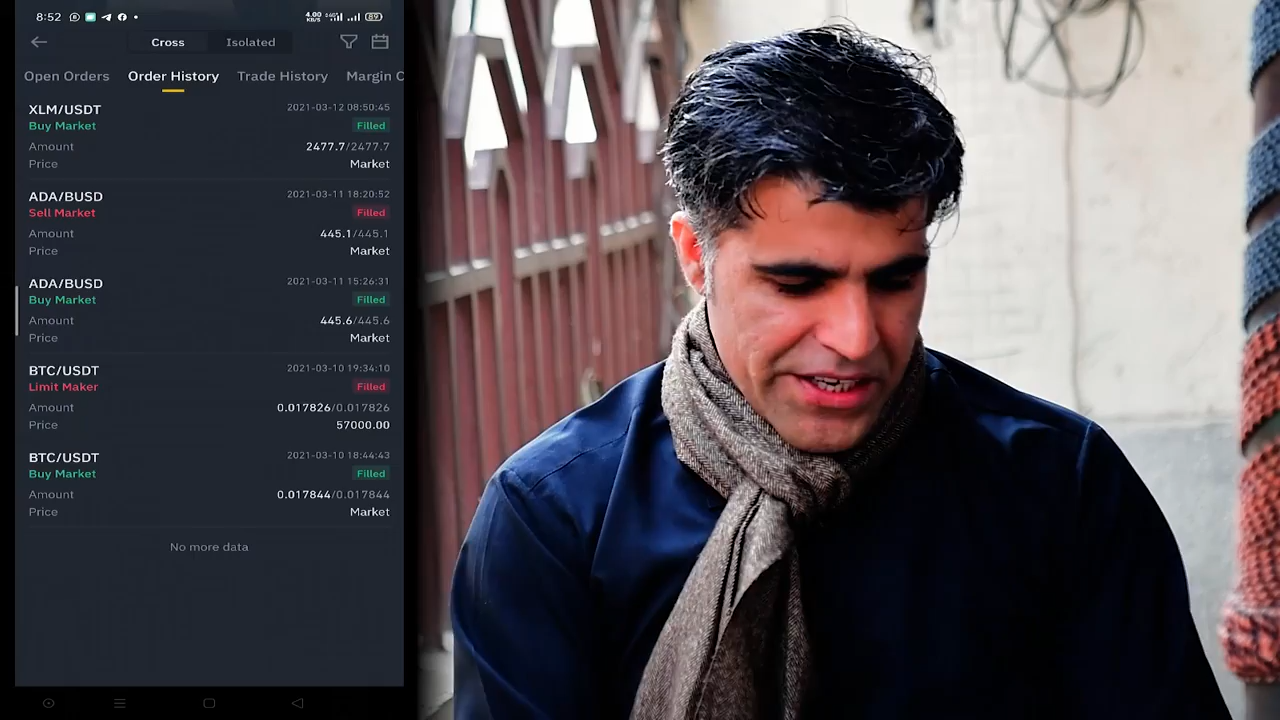 8:52
4.00 KB/S 89
Cross Isolated
Open Orders Order History Trade History Margin C
XLM/USDT 2021-03-12 08:50:45
Buy Market Filled
Amount 2477.7/2477.7
Price Market
ADA/BUSD 2021-03-11 18:20:52
Sell Market Filled
Amount 445.1/445.1
Price Market
ADA/BUSD 2021-03-11 15:26:31
Buy Market Filled
Amount 445.6/445.6
Price Market
BTC/USDT 2021-03-10 19:34:10
Limit Maker Filled
Amount 0.017826/0.017826
Price 57000.00
BTC/USDT 2021-03-10 18:44:43
Buy Market Filled
Amount 0.017844/0.017844
Price Market
No more data